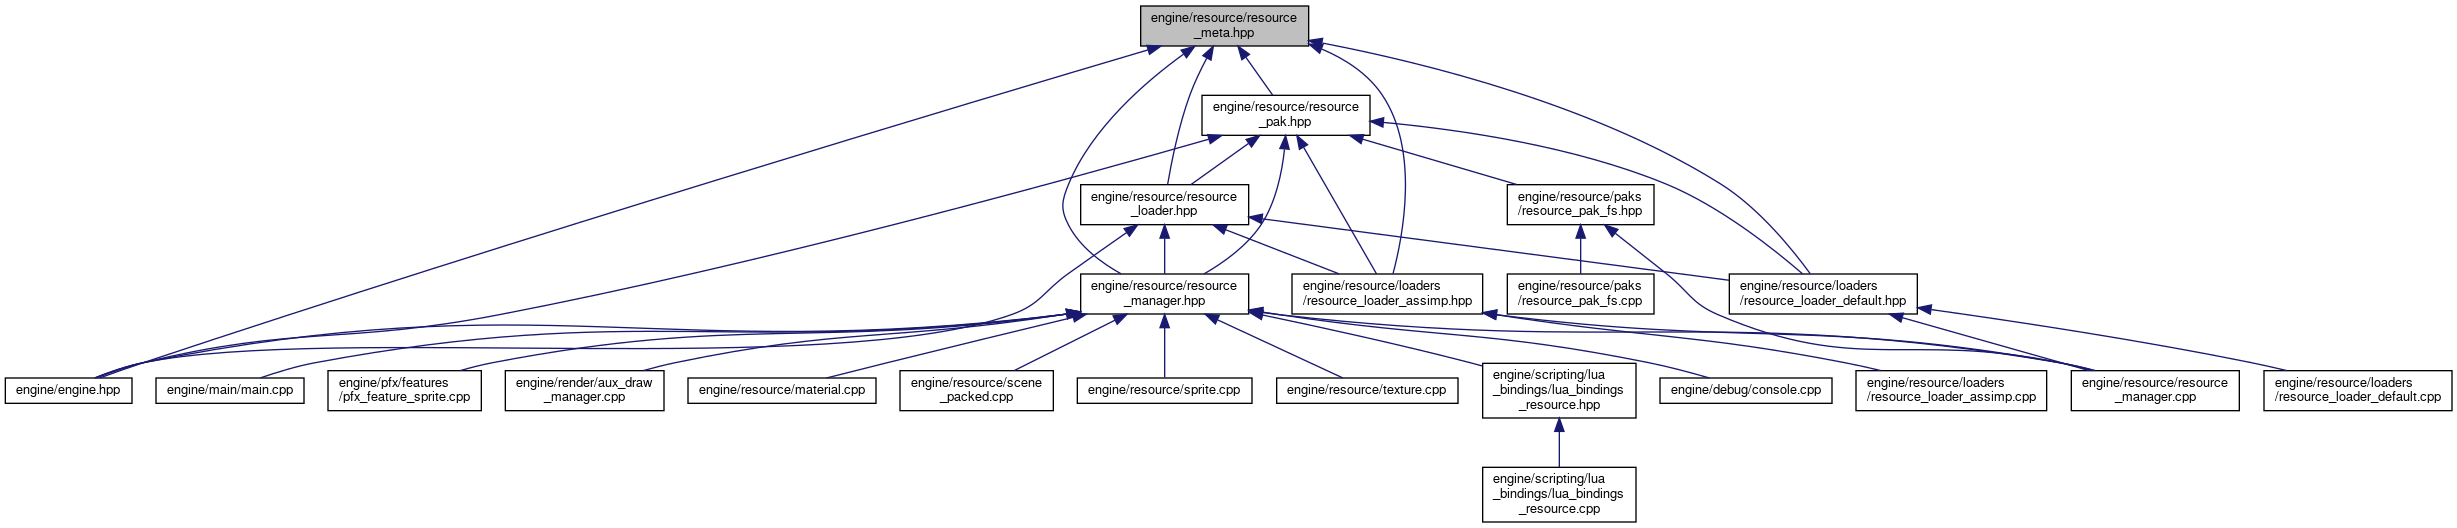 engine/resource/resource
_meta.hpp
engine/resource/resource
_pak.hpp
engine/resource/resource
_loader.hpp
engine/resource/paks
/resource_pak_fs.hpp
engine/resource/resource
_manager.hpp
engine/resource/loaders
/resource_loader_assimp.hpp
engine/resource/paks
/resource_pak_fs.cpp
engine/resource/loaders
/resource_loader_default.hpp
engine/engine.hpp
engine/main/main.cpp
engine/pfx/features
/pfx_feature_sprite.cpp
engine/render/aux_draw
_manager.cpp
engine/resource/material.cpp
engine/resource/scene
_packed.cpp
engine/resource/sprite.cpp
engine/resource/texture.cpp
engine/scripting/lua
_bindings/lua_bindings
_resource.hpp
engine/debug/console.cpp
engine/resource/loaders
/resource_loader_assimp.cpp
engine/resource/resource
_manager.cpp
engine/resource/loaders
/resource_loader_default.cpp
engine/scripting/lua
_bindings/lua_bindings
_resource.cpp